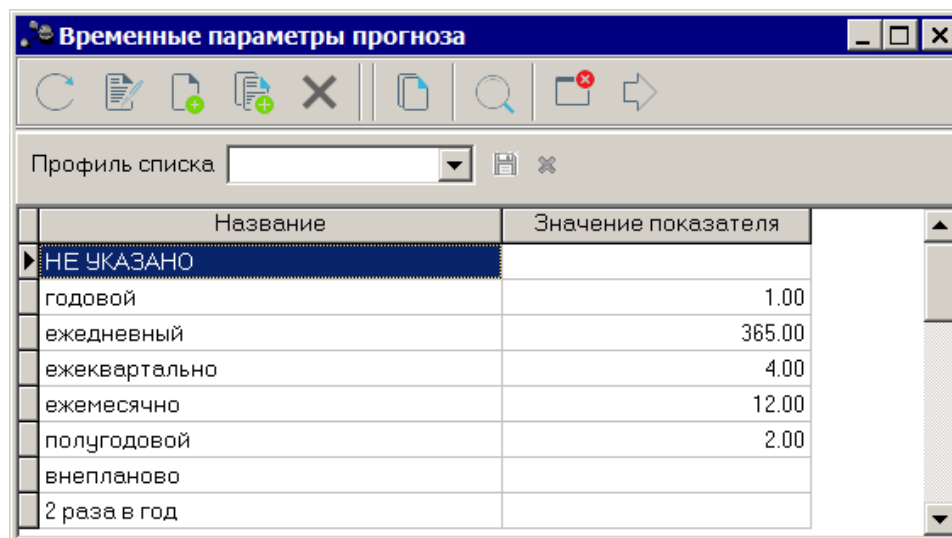 Временные параметры прогноза
Профиль списка
Название Значение показателя
НЕ УКАЗАНО
годовой 1.00
ежедневный 365.00
ежеквартально 4.00
ежемесячно 12.00
полугодовой 2.00
внепланово
2 раза в год